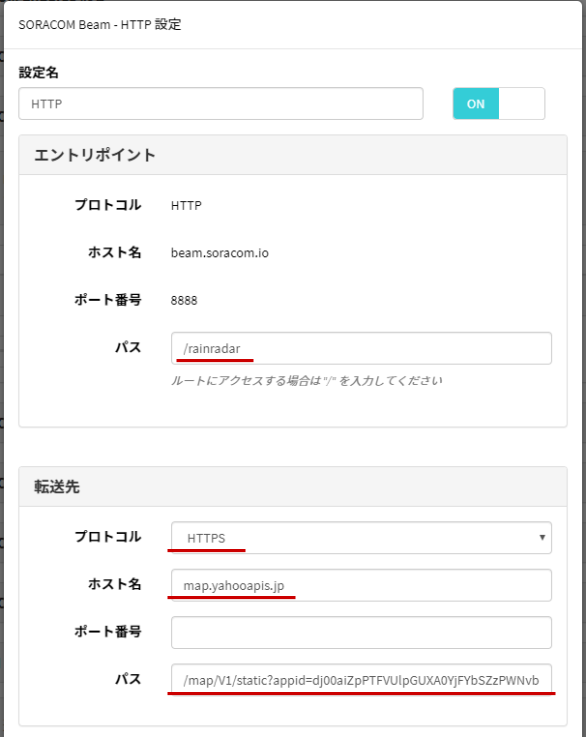 SORACOM Beam - HTTP 設定
設定名
HTTP
ON
エントリポイント
プロトコル HTTP
ホスト名 beam.soracom.io
ポート番号 8888
パス /rainradar
ルートにアクセスする場合は "/" を入力してください
転送先
プロトコル HTTPS
ホスト名 map.yahooapis.jp
ポート番号
パス /map/V1/static?appid=dj00aiZpPTFVUlpGUXA0YjFYbSZzPWNvb